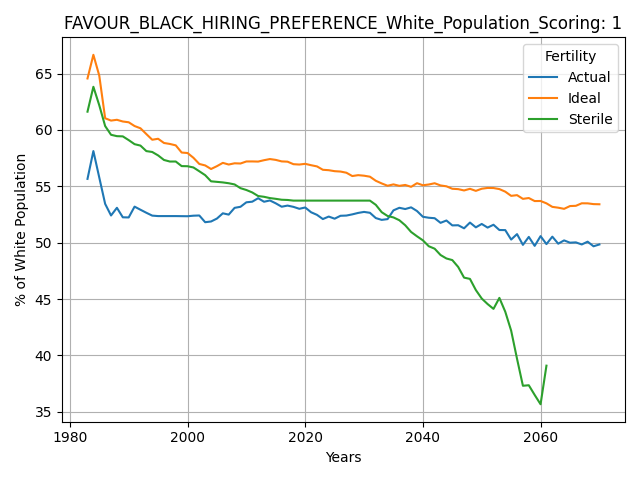 FAVOUR_BLACK_HIRING_PREFERENCE_White_Population_Scoring: 1
Fertility
Actual
Ideal
Sterile
% of White Population
65
60
55
50
45
40
35
1980
2000
2020
2040
2060
Years